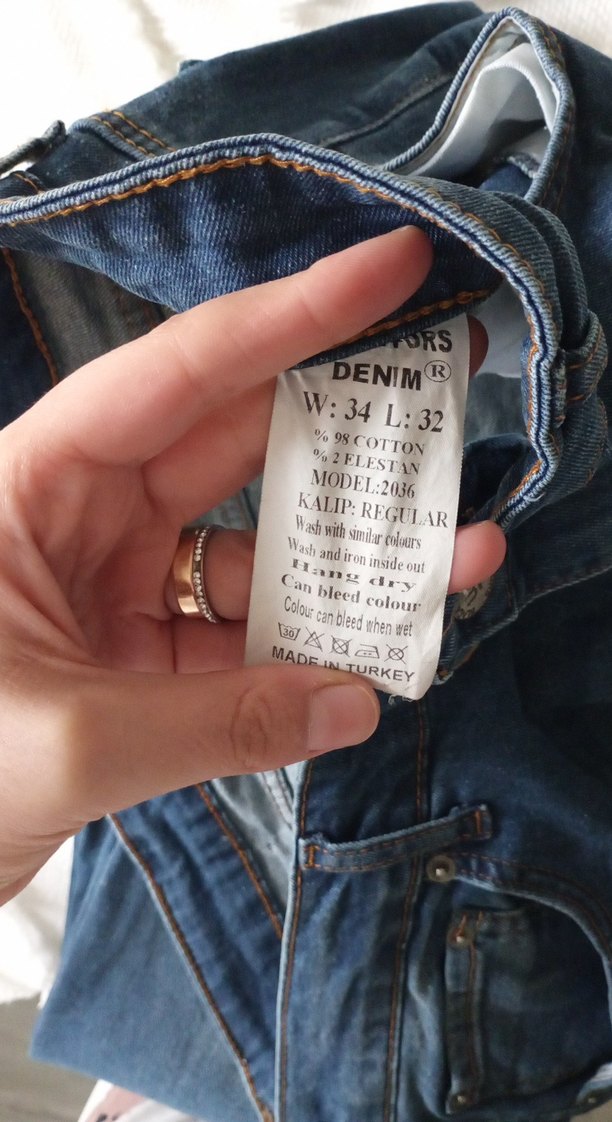 DENIM®
W: 34 L: 32
% 98 COTTON
% 2 ELESTAN
MODEL:2036
KALIP: REGULAR
Wash with similar colours
Wash and iron inside out
Hang dry
Can bleed colour
Colour can bleed when wet
30
MADE IN TURKEY